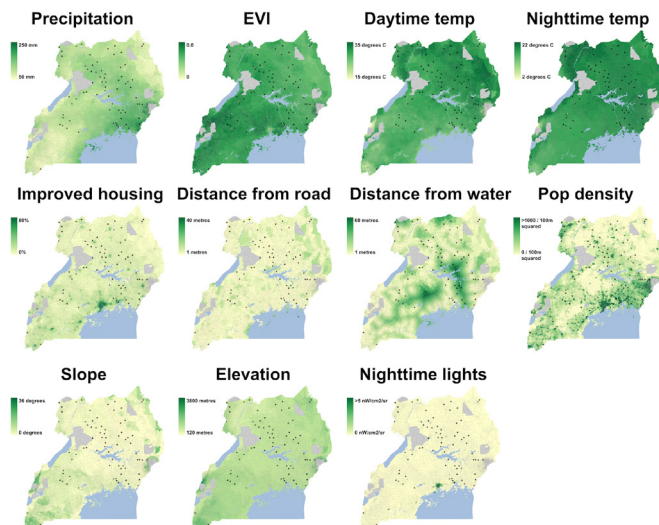 Precipitation
250 mm
50 mm
EVI
0.6
0
Daytime temp
35 degrees C
15 degrees C
Nighttime temp
22 degrees C
2 degrees C
Improved housing
80%
0%
Distance from road
40 metres
1 metres
Distance from water
60 metres
1 metres
Pop density
>1000 / 100m
squared
0 / 100m
squared
Slope
36 degrees
0 degrees
Elevation
3800 metres
120 metres
Nighttime lights
>5 nW/cm2/sr
0 nW/cm2/sr